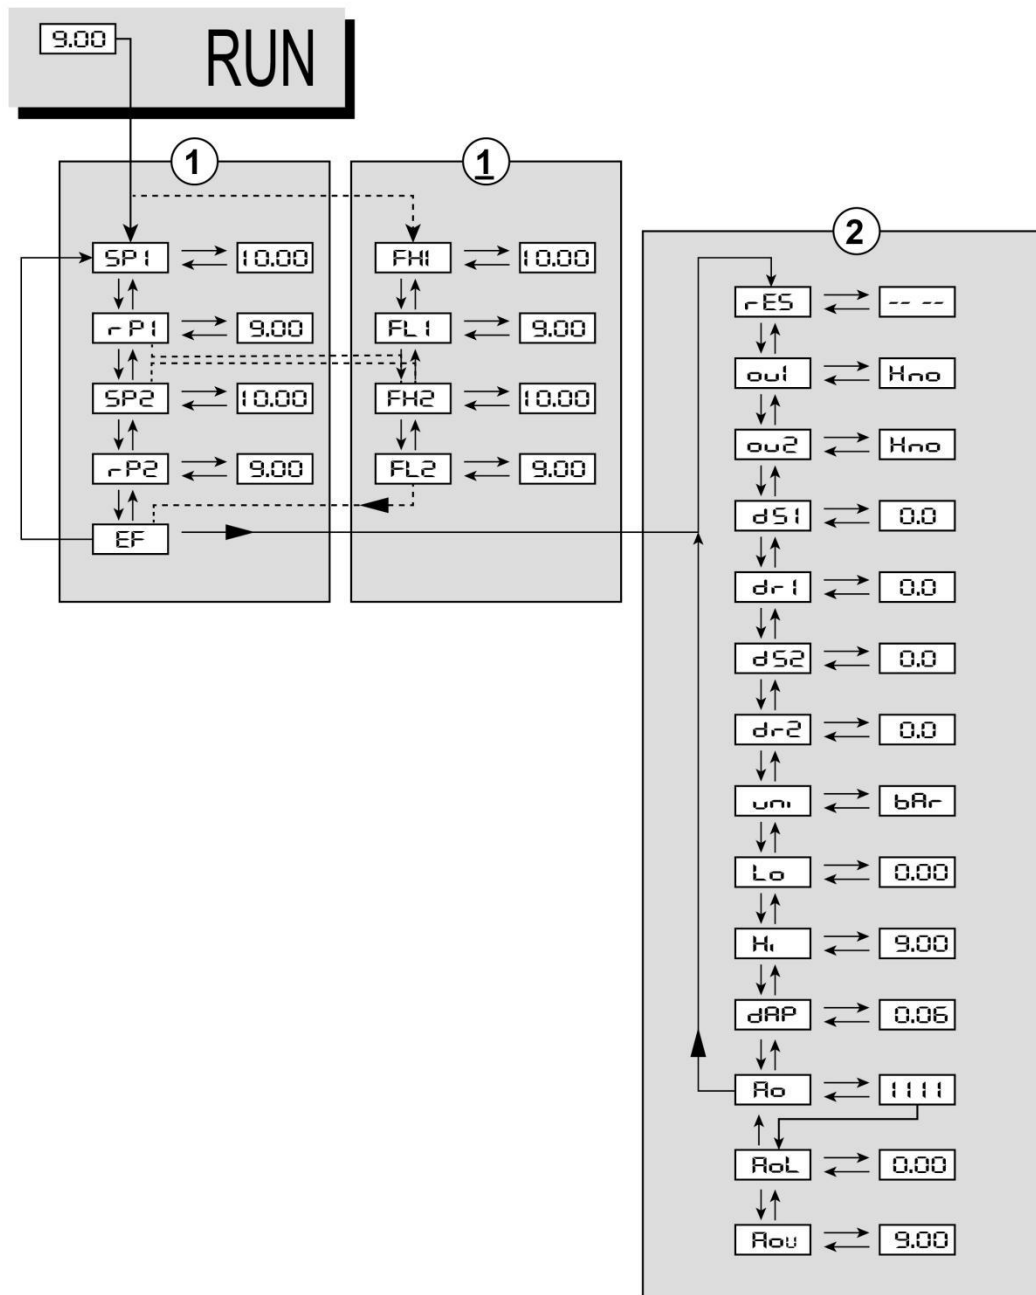 9.00
RUN
1
SP1 10.00
rP1 9.00
SP2 10.00
rP2 9.00
EF
1
FH1 10.00
FL1 9.00
FH2 10.00
FL2 9.00
2
rES -- --
ou1 Hno
ou2 Hno
dS1 0.0
dr1 0.0
dS2 0.0
dr2 0.0
uni bAr
Lo 0.00
Hi 9.00
dAP 0.06
Ao 1111
AoL 0.00
Aou 9.00